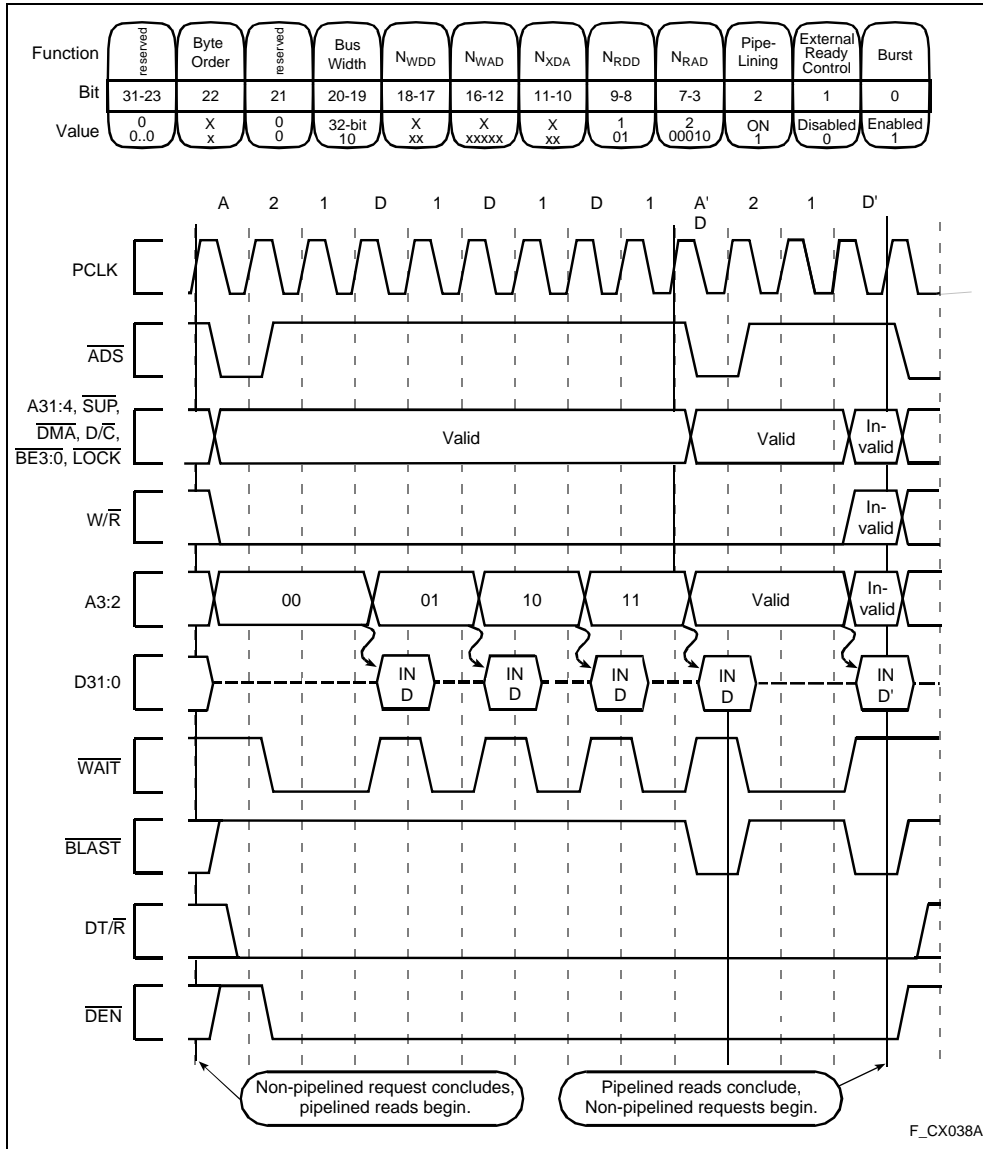 Function reserved Byte Order reserved Bus Width NWDD NWAD NXDA NRDD NRAD Pipe-Lining External Ready Control Burst
Bit 31-23 22 21 20-19 18-17 16-12 11-10 9-8 7-3 2 1 0
Value 0 X 0 32-bit X X X 1 2 ON Disabled Enabled
0..0 x 0 10 xx xxxxx xx 01 00010 1 0 1
A 2 1 D 1 D 1 D 1 A' 2 1 D'
D
PCLK
ADS
A31:4, SUP,
DMA, D/C,
BE3:0, LOCK
Valid Valid In-
valid
W/R
In-
valid
A3:2
00 01 10 11 Valid In-
valid
D31:0
IN IN IN IN IN
D D D D D'
WAIT
BLAST
DT/R
DEN
Non-pipelined request concludes,
pipelined reads begin.
Pipelined reads conclude,
Non-pipelined requests begin.
F_CX038A